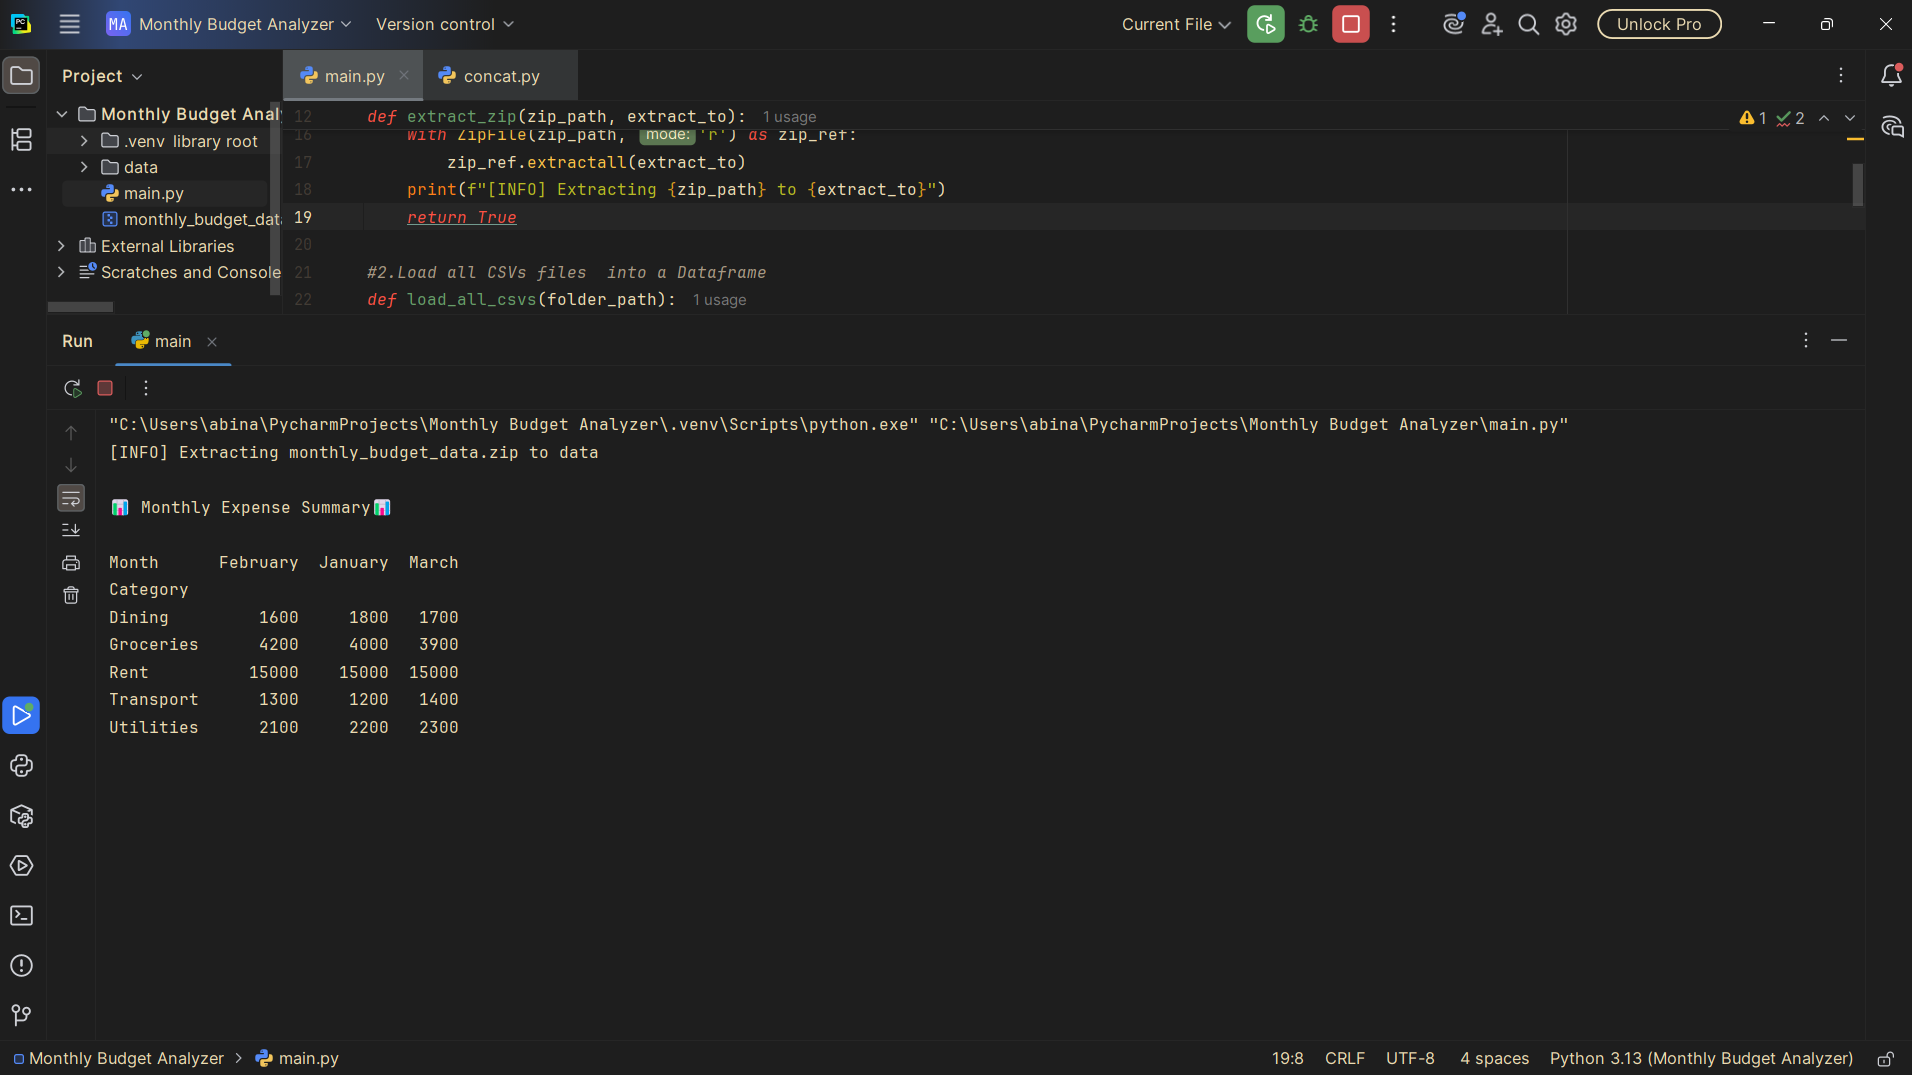 PC
MA Monthly Budget Analyzer Version control Current File Unlock Pro
Project main.py concat.py
Monthly Budget Anal
.venv library root
data
main.py
monthly_budget_dat
External Libraries
Scratches and Console
12 def extract_zip(zip_path, extract_to): 1 usage 1 2
16 with ZipFile(zip_path, mode: 'r') as zip_ref:
17 zip_ref.extractall(extract_to)
18 print(f"[INFO] Extracting {zip_path} to {extract_to}")
19 return True
20
21 #2.Load all CSVs files  into a Dataframe
22 def load_all_csvs(folder_path): 1 usage
Run main
"C:\Users\abina\PycharmProjects\Monthly Budget Analyzer\.venv\Scripts\python.exe" "C:\Users\abina\PycharmProjects\Monthly Budget Analyzer\main.py"
[INFO] Extracting monthly_budget_data.zip to data
📊 Monthly Expense Summary📊
Month February January March
Category
Dining 1600 1800 1700
Groceries 4200 4000 3900
Rent 15000 15000 15000
Transport 1300 1200 1400
Utilities 2100 2200 2300
Monthly Budget Analyzer > main.py 19:8 CRLF UTF-8 4 spaces Python 3.13 (Monthly Budget Analyzer)